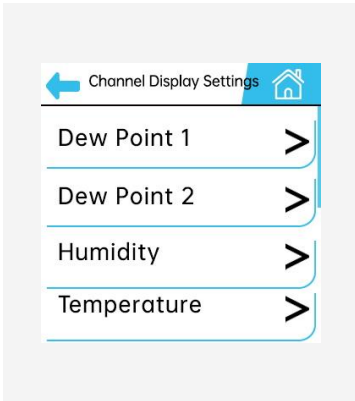 Channel Display Settings
Dew Point 1
Dew Point 2
Humidity
Temperature